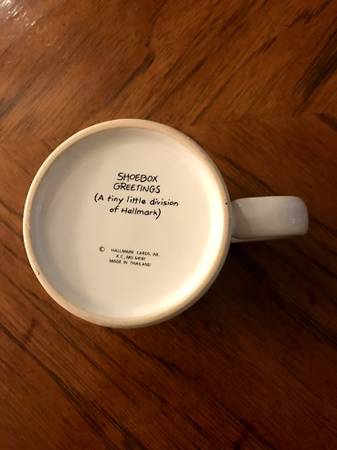 SHOEBOX
GREETINGS
(A tiny little division
of Hallmark)
© HALLMARK CARDS, INC.
K.C., MO 64141
MADE IN THAILAND